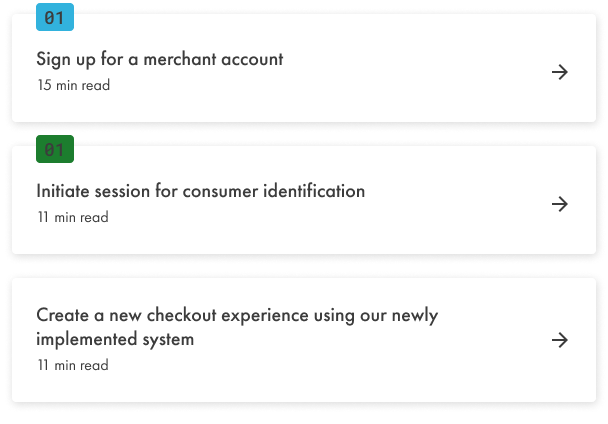 01
Sign up for a merchant account
15 min read
01
Initiate session for consumer identification
11 min read
Create a new checkout experience using our newly
implemented system
11 min read